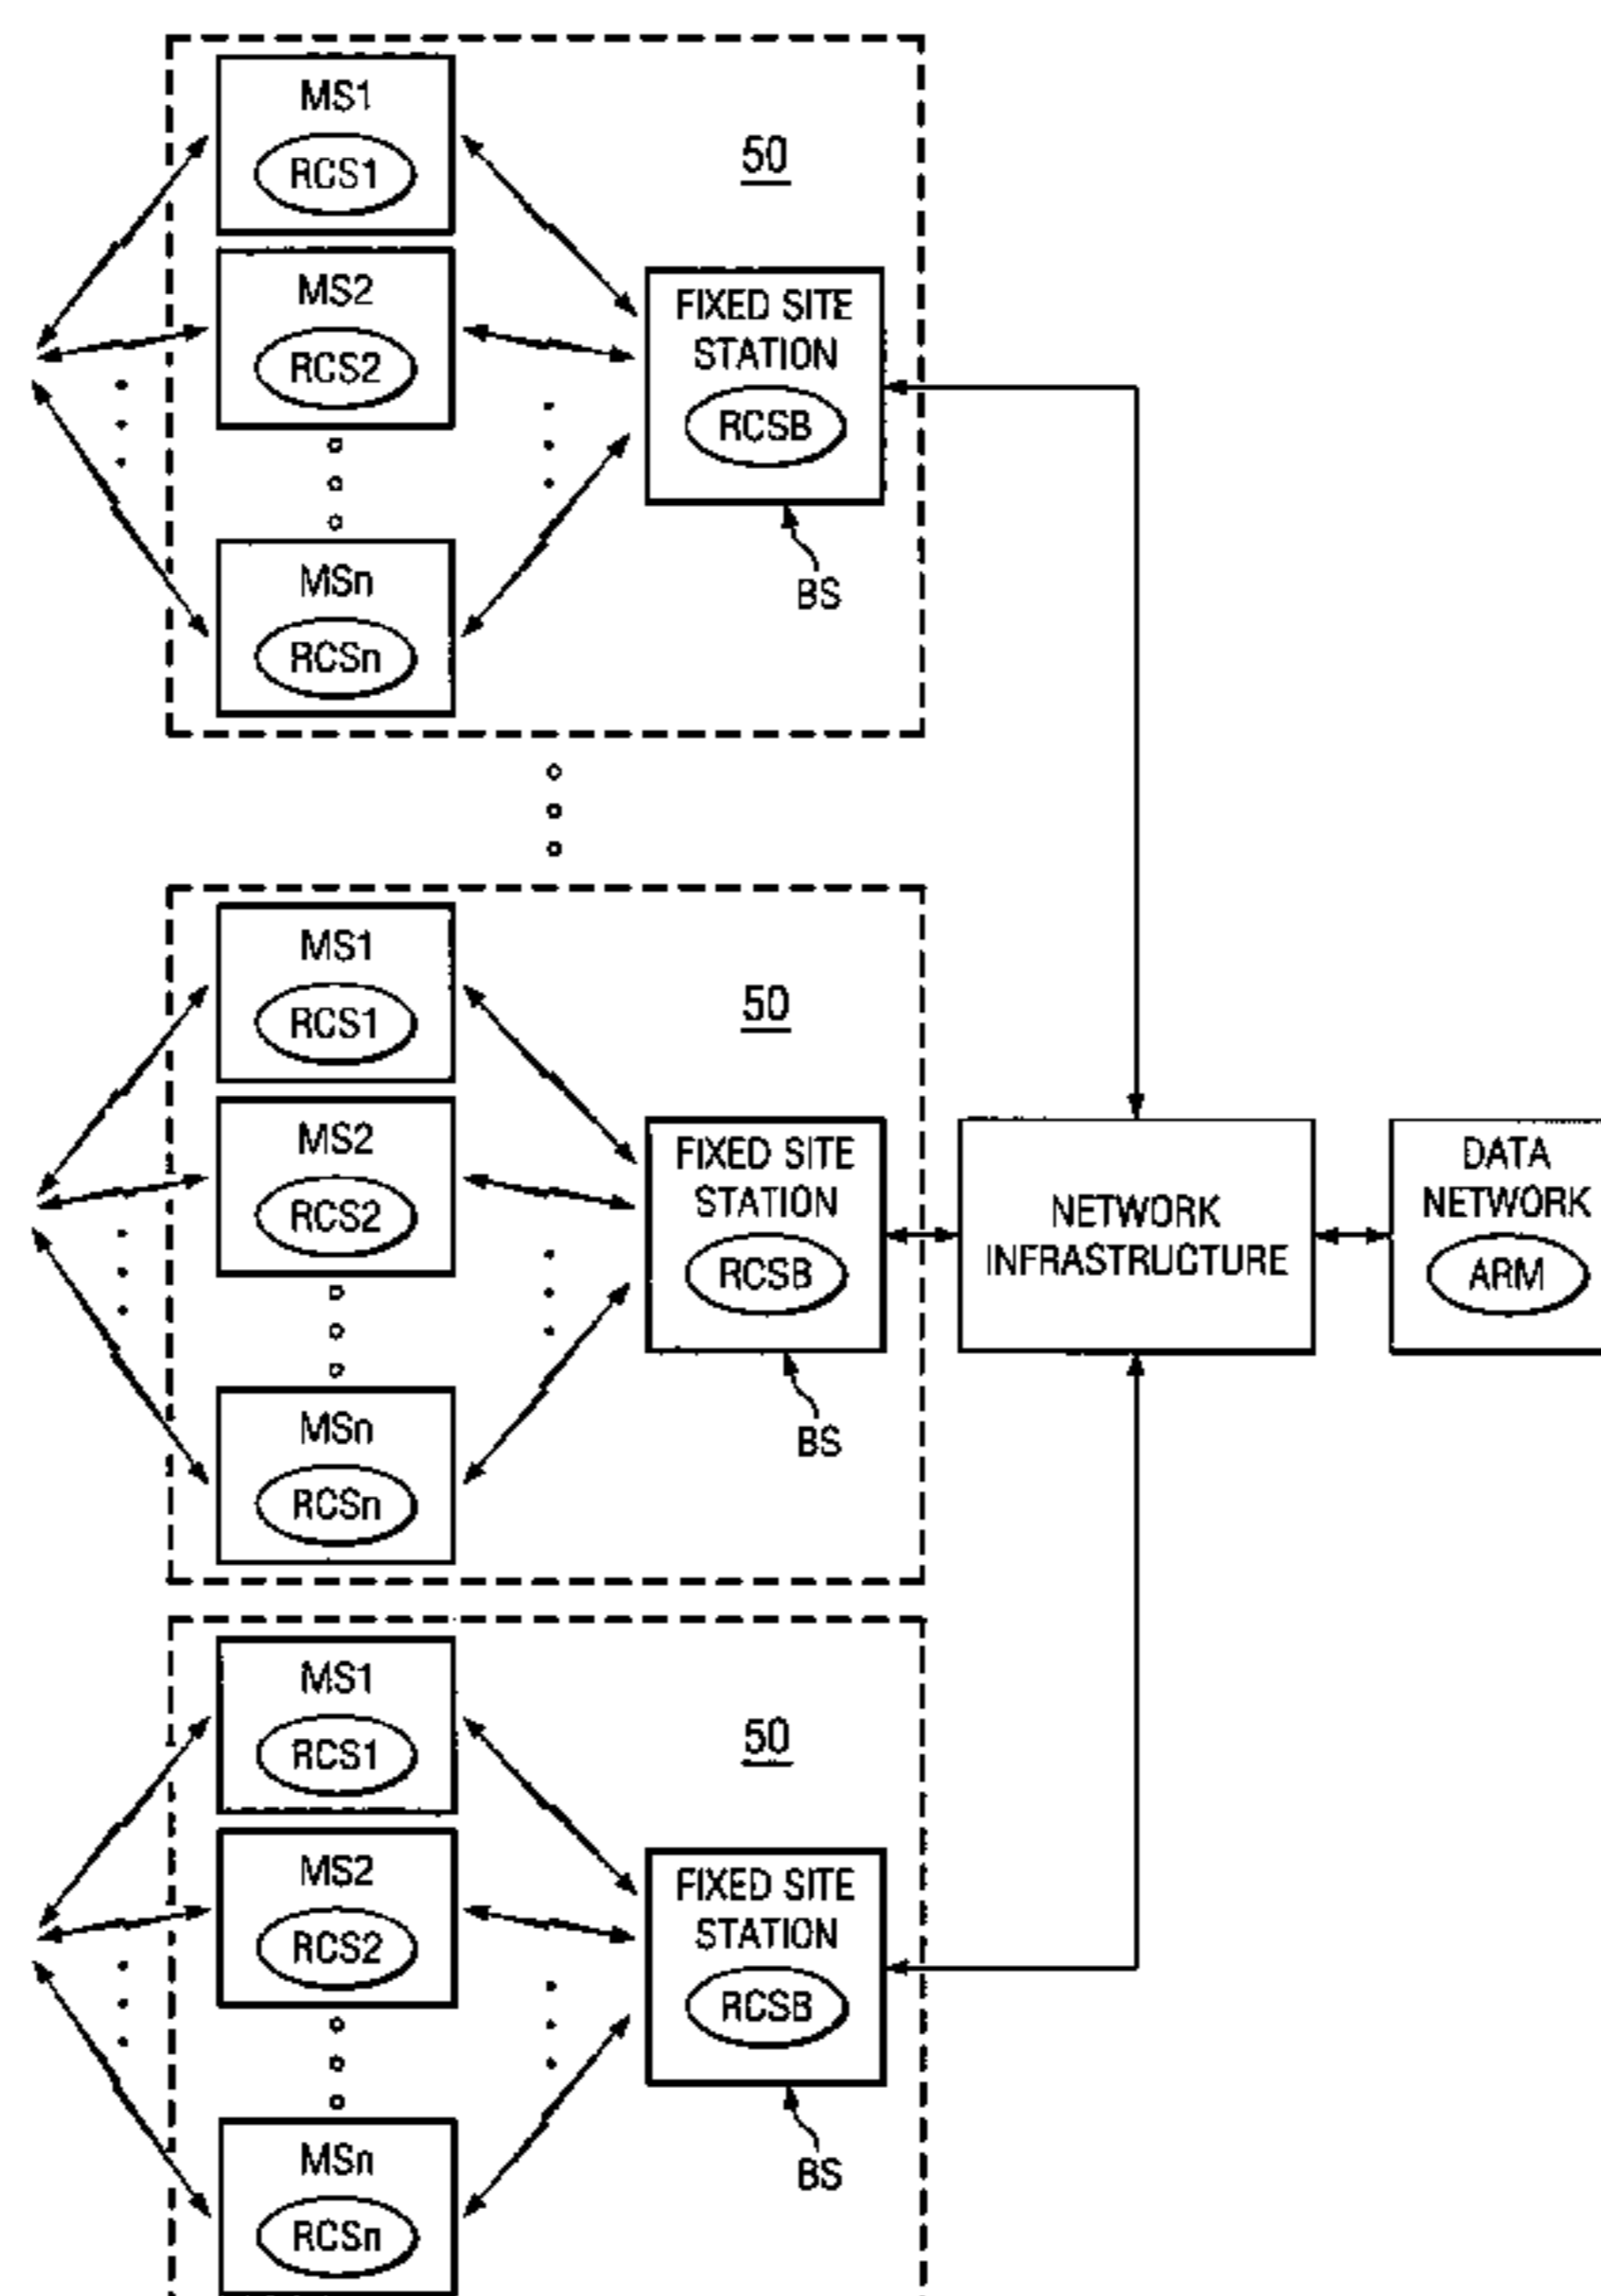 MS1
RCS1
50
MS2
RCS2
FIXED SITE
STATION
RCSB
BS
MSn
RCSn
MS1
RCS1
50
MS2
RCS2
FIXED SITE
STATION
RCSB
BS
MSn
RCSn
NETWORK
INFRASTRUCTURE
DATA
NETWORK
ARM
MS1
RCS1
50
MS2
RCS2
FIXED SITE
STATION
RCSB
BS
MSn
RCSn